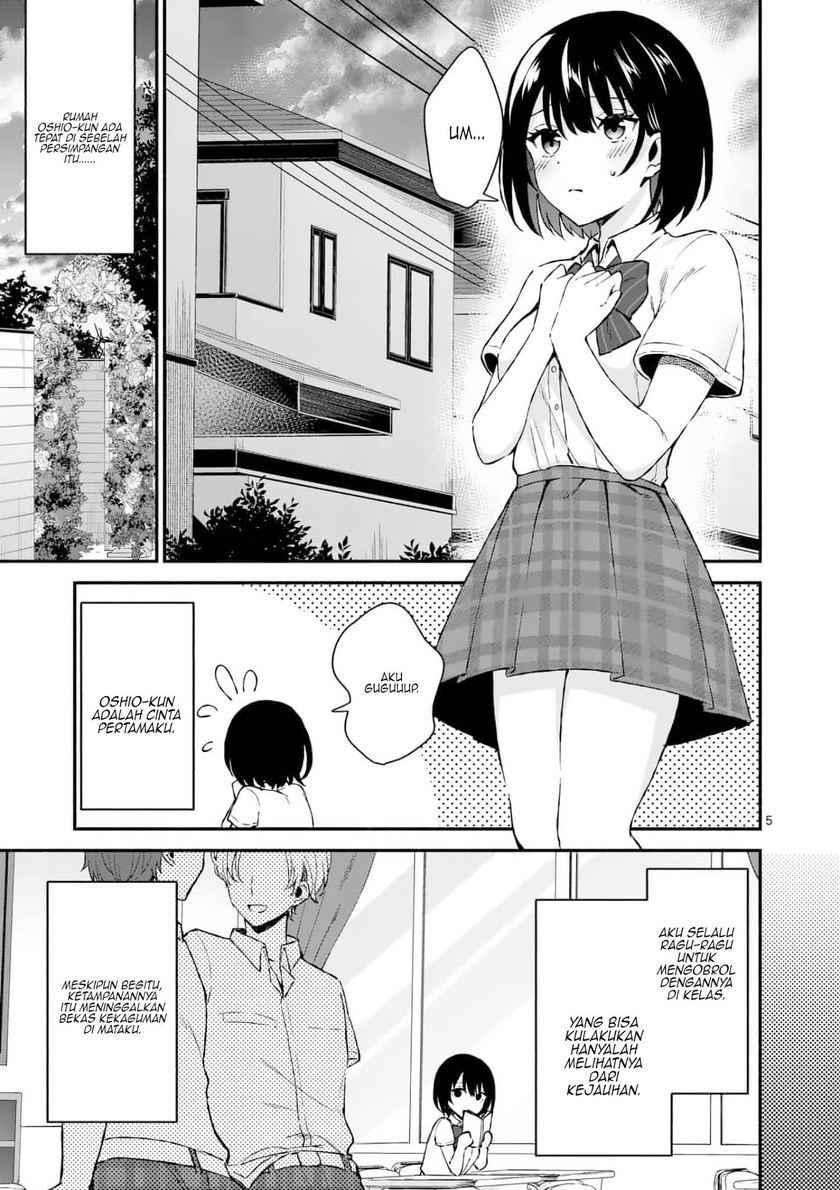 UM...
RUMAH
OSHIO-KUN ADA
TEPAT DI SEBELAH
PERSIMPANGAN
ITU......
AKU
GUGUUUP.
OSHIO-KUN
ADALAH CINTA
PERTAMAKU.
5
AKU SELALU
RAGU-RAGU
UNTUK
MENGOBROL
DENGANNYA
DI KELAS.
YANG BISA
KULAKUKAN
HANYALAH
MELIHATNYA
DARI
KEJAUHAN.
MESKIPUN BEGITU,
KETAMPANANNYA
ITU MENINGGALKAN
BEKAS KEKAGUMAN
DI MATAKU.